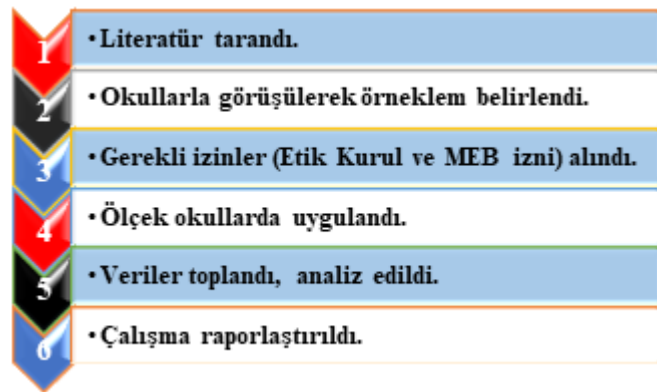 1 • Literatür tarandı.
2 • Okullarla görüşülerek örneklem belirlendi.
3 • Gerekli izinler (Etik Kurul ve MEB izni) alındı.
4 • Ölçek okullarda uygulandı.
5 • Veriler toplandı, analiz edildi.
6 • Çalışma raporlaştırıldı.